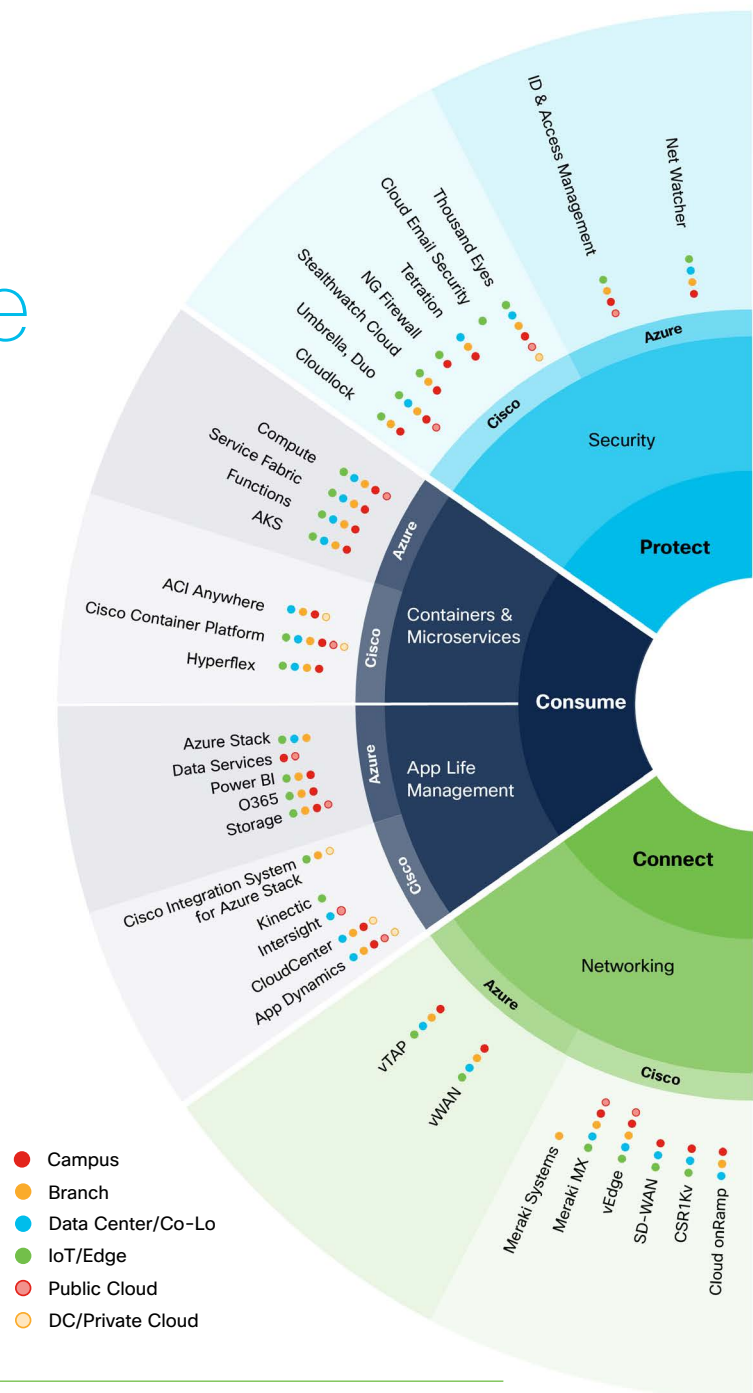 e
ID & Access Management
Net Watcher
Thousand Eyes
Cloud Email Security
Tetration
NG Firewall
Stealthwatch Cloud
Umbrella, Duo
Cloudlock
Azure
Cisco
Security
Protect
Compute
Service Fabric
Functions
AKS
Azure
ACI Anywhere
Cisco Container Platform
Hyperflex
Cisco
Containers &
Microservices
Consume
Azure Stack
Data Services
Power BI
O365
Storage
Azure
App Life
Management
Cisco Integration System
for Azure Stack
Kinectic
Intersight
CloudCenter
App Dynamics
Cisco
Connect
Networking
Azure
Cisco
vTAP
vWAN
Meraki Systems
Meraki MX
vEdge
SD-WAN
CSR1Kv
Cloud onRamp
Campus
Branch
Data Center/Co-Lo
IoT/Edge
Public Cloud
DC/Private Cloud